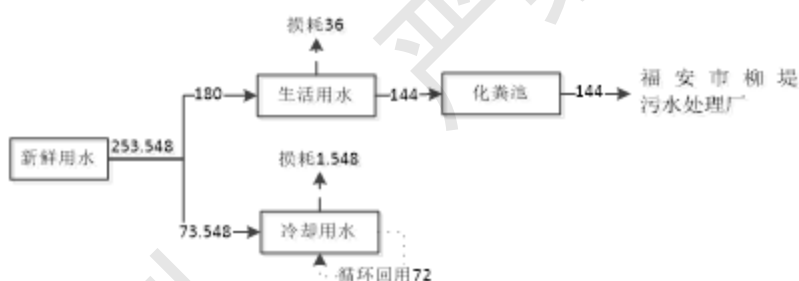 损耗36
180
生活用水
144
化粪池
144
福安市柳堤
污水处理厂
新鲜用水
253.548
损耗1.548
73.548
冷却用水
循环回用72